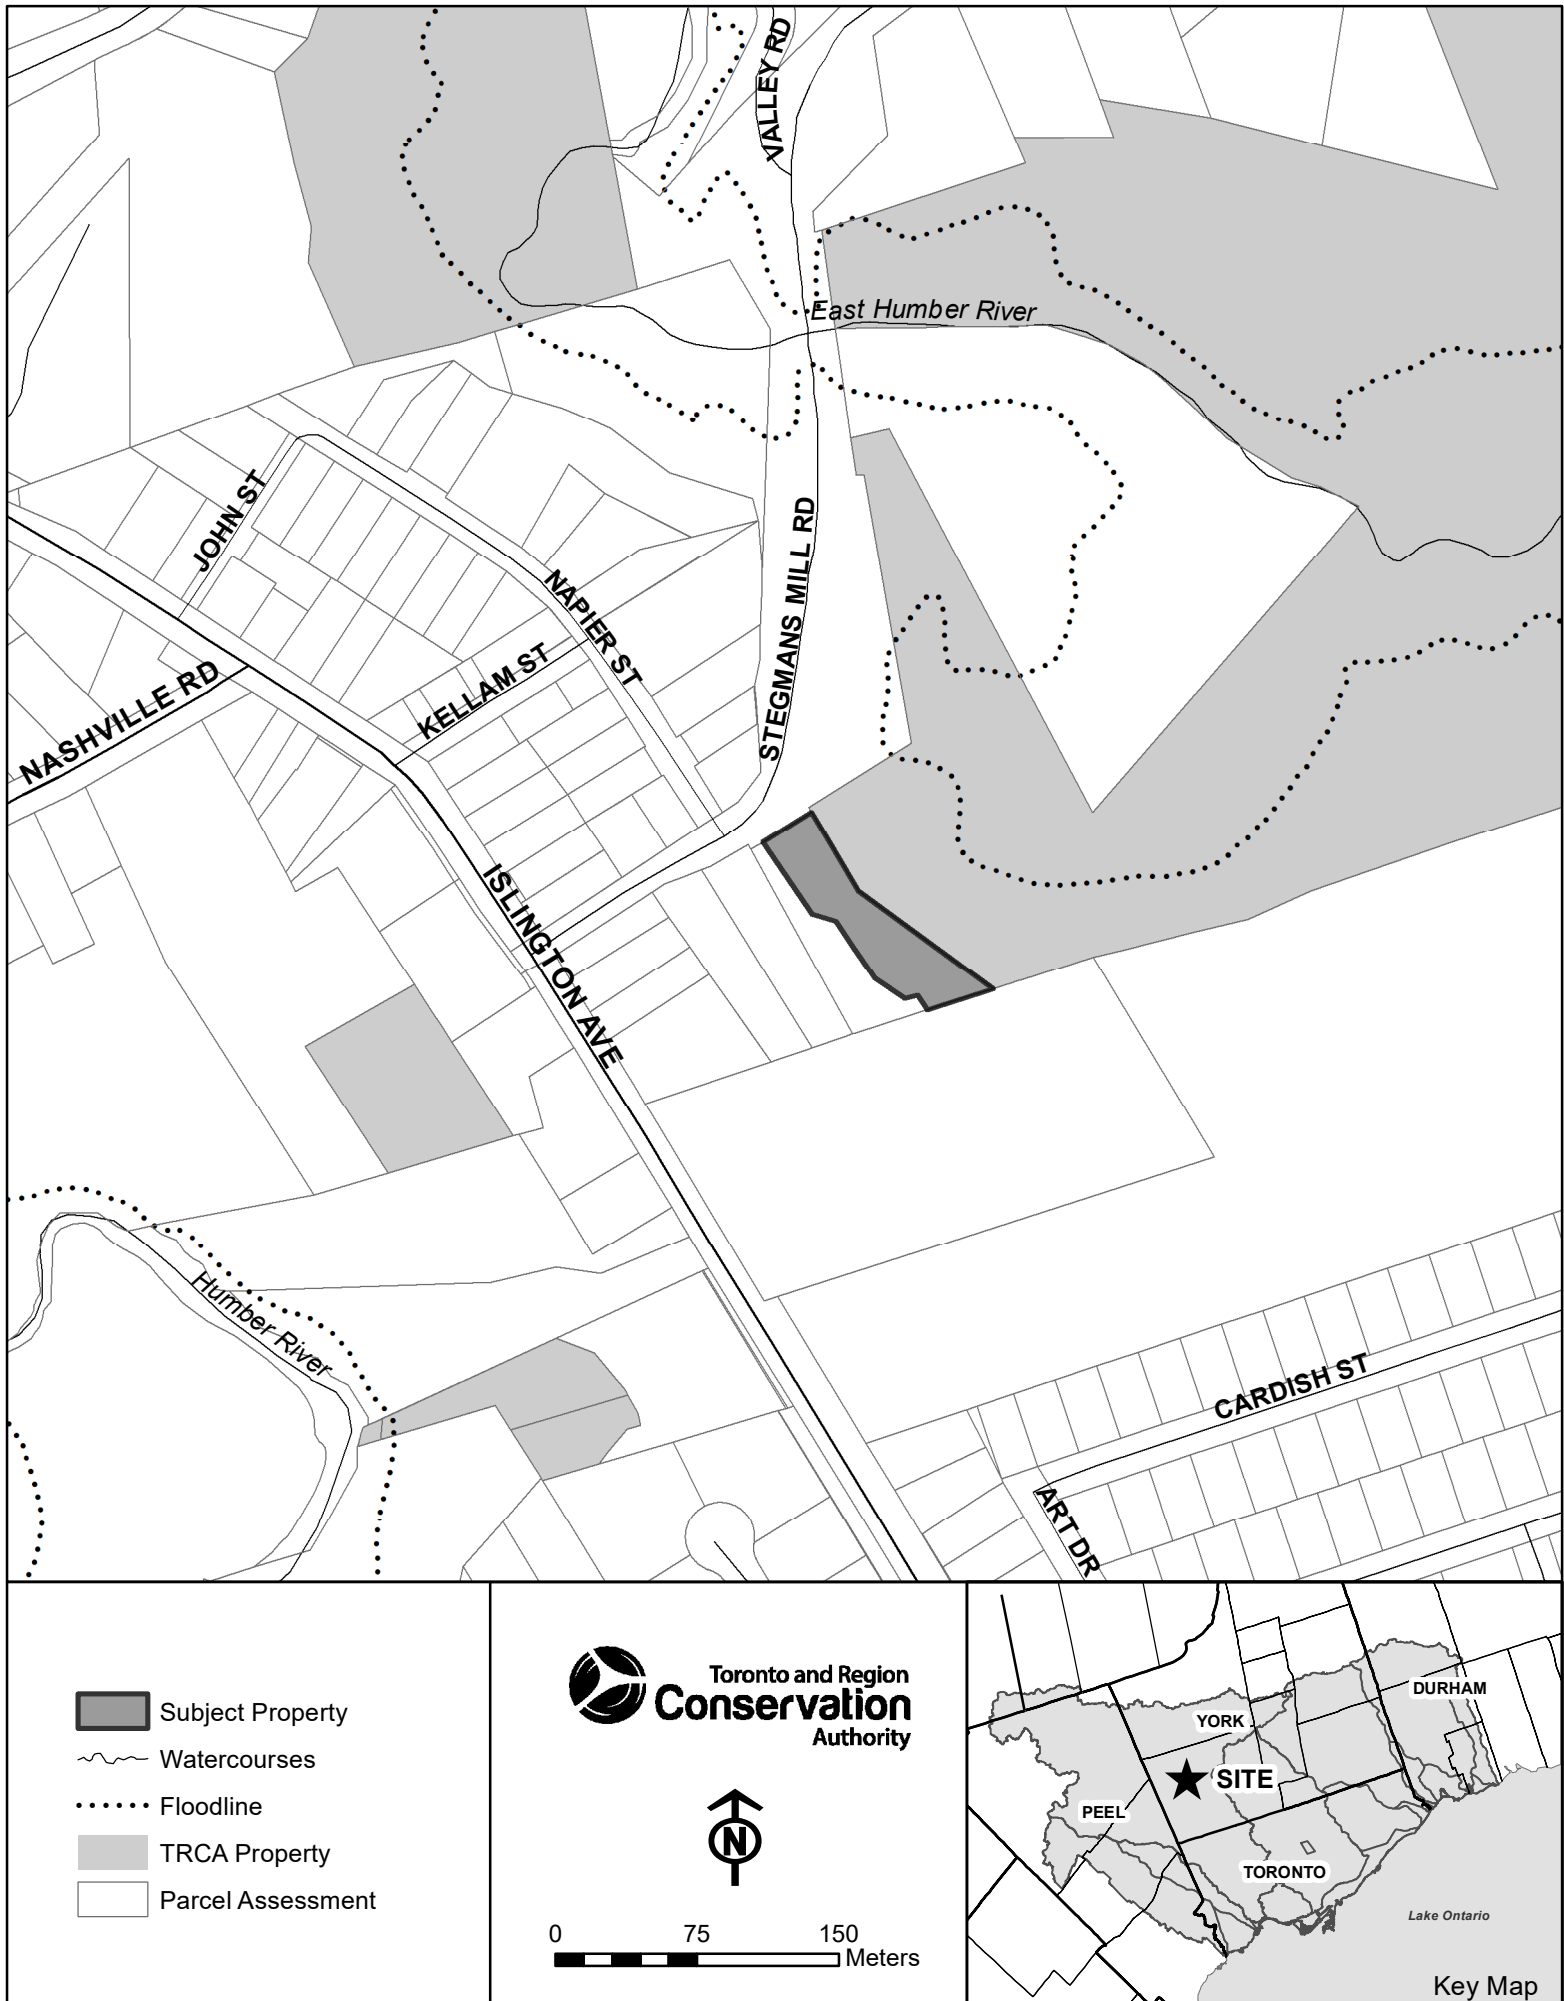 VALLEY RD
East Humber River
JOHN ST
NAPIER ST
STEGMANS MILL RD
KELLAM ST
NASHVILLE RD
ISLINGTON AVE
Humber River
CARDISH ST
ART DR
Subject Property
Watercourses
Floodline
TRCA Property
Parcel Assessment
Toronto and Region
Conservation
Authority
N
0 75 150
Meters
DURHAM
YORK
SITE
PEEL
TORONTO
Lake Ontario
Key Map